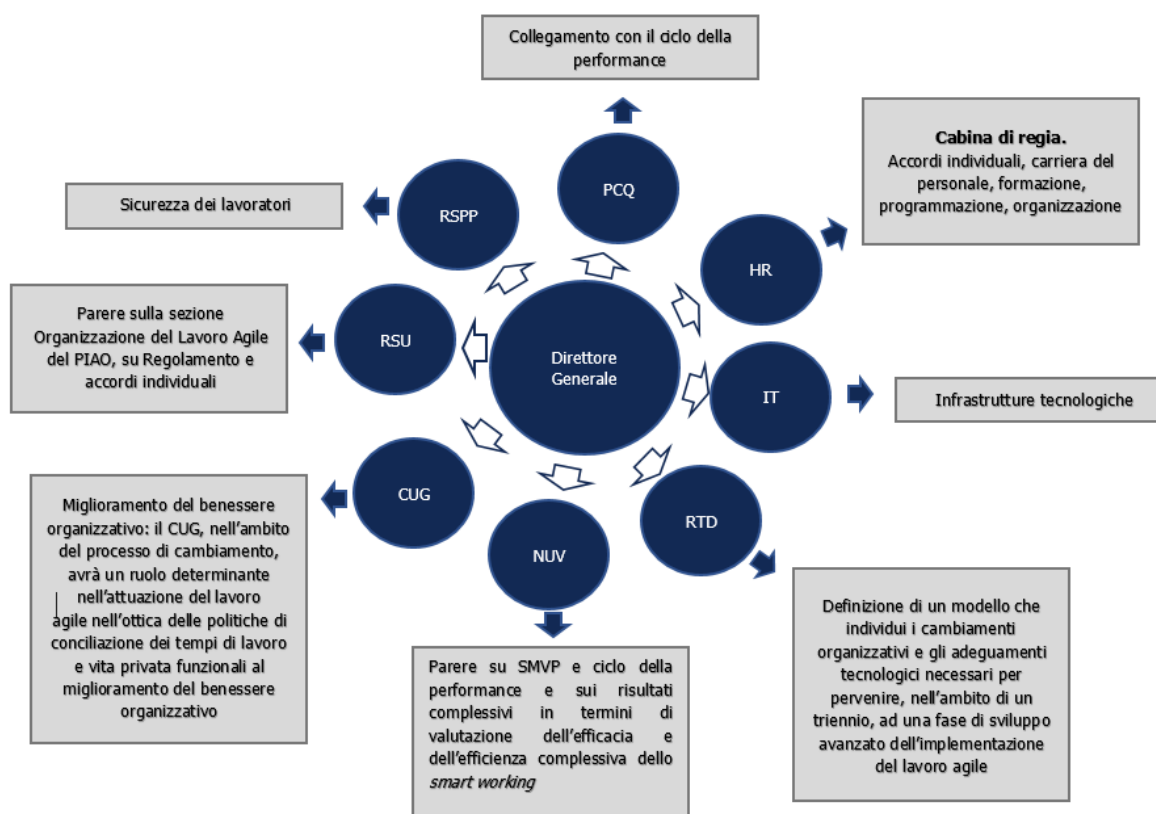 Collegamento con il ciclo della
performance
PCQ
Cabina di regia.
Accordi individuali, carriera del
personale, formazione,
programmazione, organizzazione
HR
Sicurezza dei lavoratori
RSPP
Parere sulla sezione
Organizzazione del Lavoro Agile
del PIAO, su Regolamento e
accordi individuali
RSU
Direttore
Generale
IT
Infrastrutture tecnologiche
Miglioramento del benessere
organizzativo: il CUG, nell’ambito
del processo di cambiamento,
avrà un ruolo determinante
nell’attuazione del lavoro
agile nell’ottica delle politiche di
conciliazione dei tempi di lavoro
e vita privata funzionali al
miglioramento del benessere
organizzativo
CUG
NUV
RTD
Parere su SMVP e ciclo della
performance e sui risultati
complessivi in termini di
valutazione dell’efficacia e
dell’efficienza complessiva dello
smart working
Definizione di un modello che
individui i cambiamenti
organizzativi e gli adeguamenti
tecnologici necessari per
pervenire, nell’ambito di un
triennio, ad una fase di sviluppo
avanzato dell’implementazione
del lavoro agile